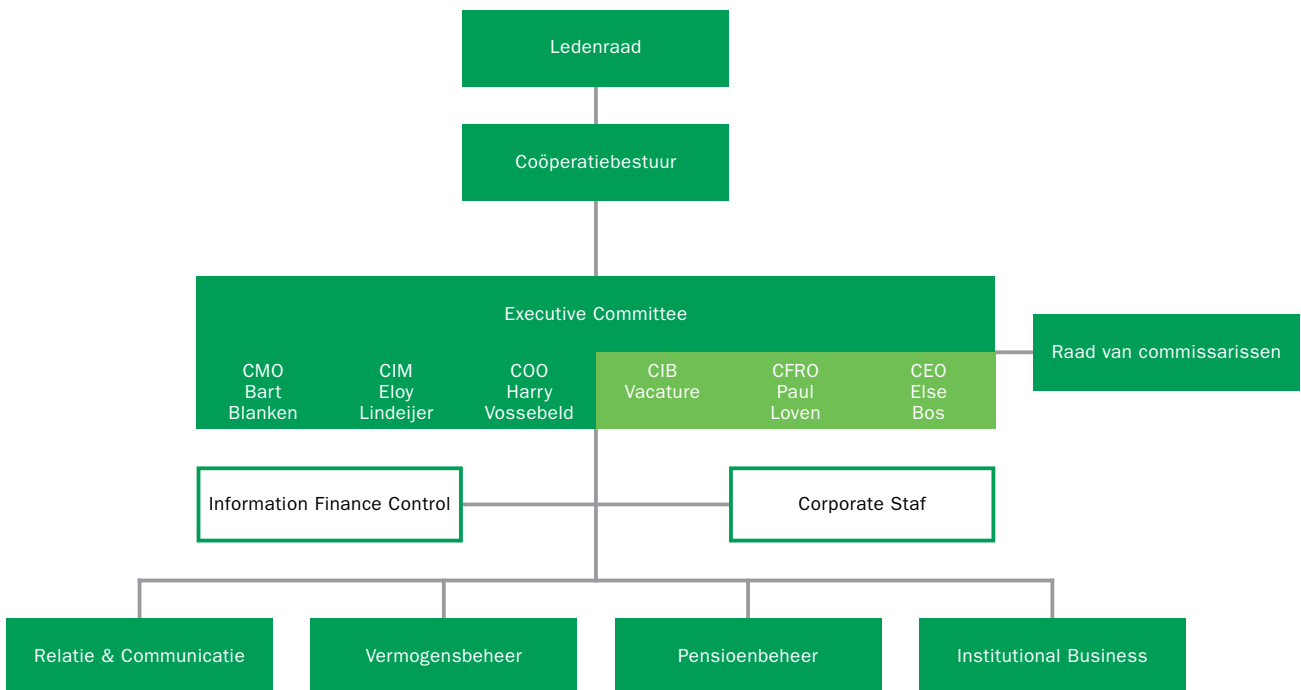 Ledenraad
Coöperatiebestuur
Executive Committee
Raad van commissarissen
CMO
Bart
Blanken
CIM
Eloy
Lindeijer
COO
Harry
Vossebeld
CIB
Vacature
CFRO
Paul
Loven
CEO
Else
Bos
Information Finance Control
Corporate Staf
Relatie & Communicatie
Vermogensbeheer
Pensioenbeheer
Institutional Business